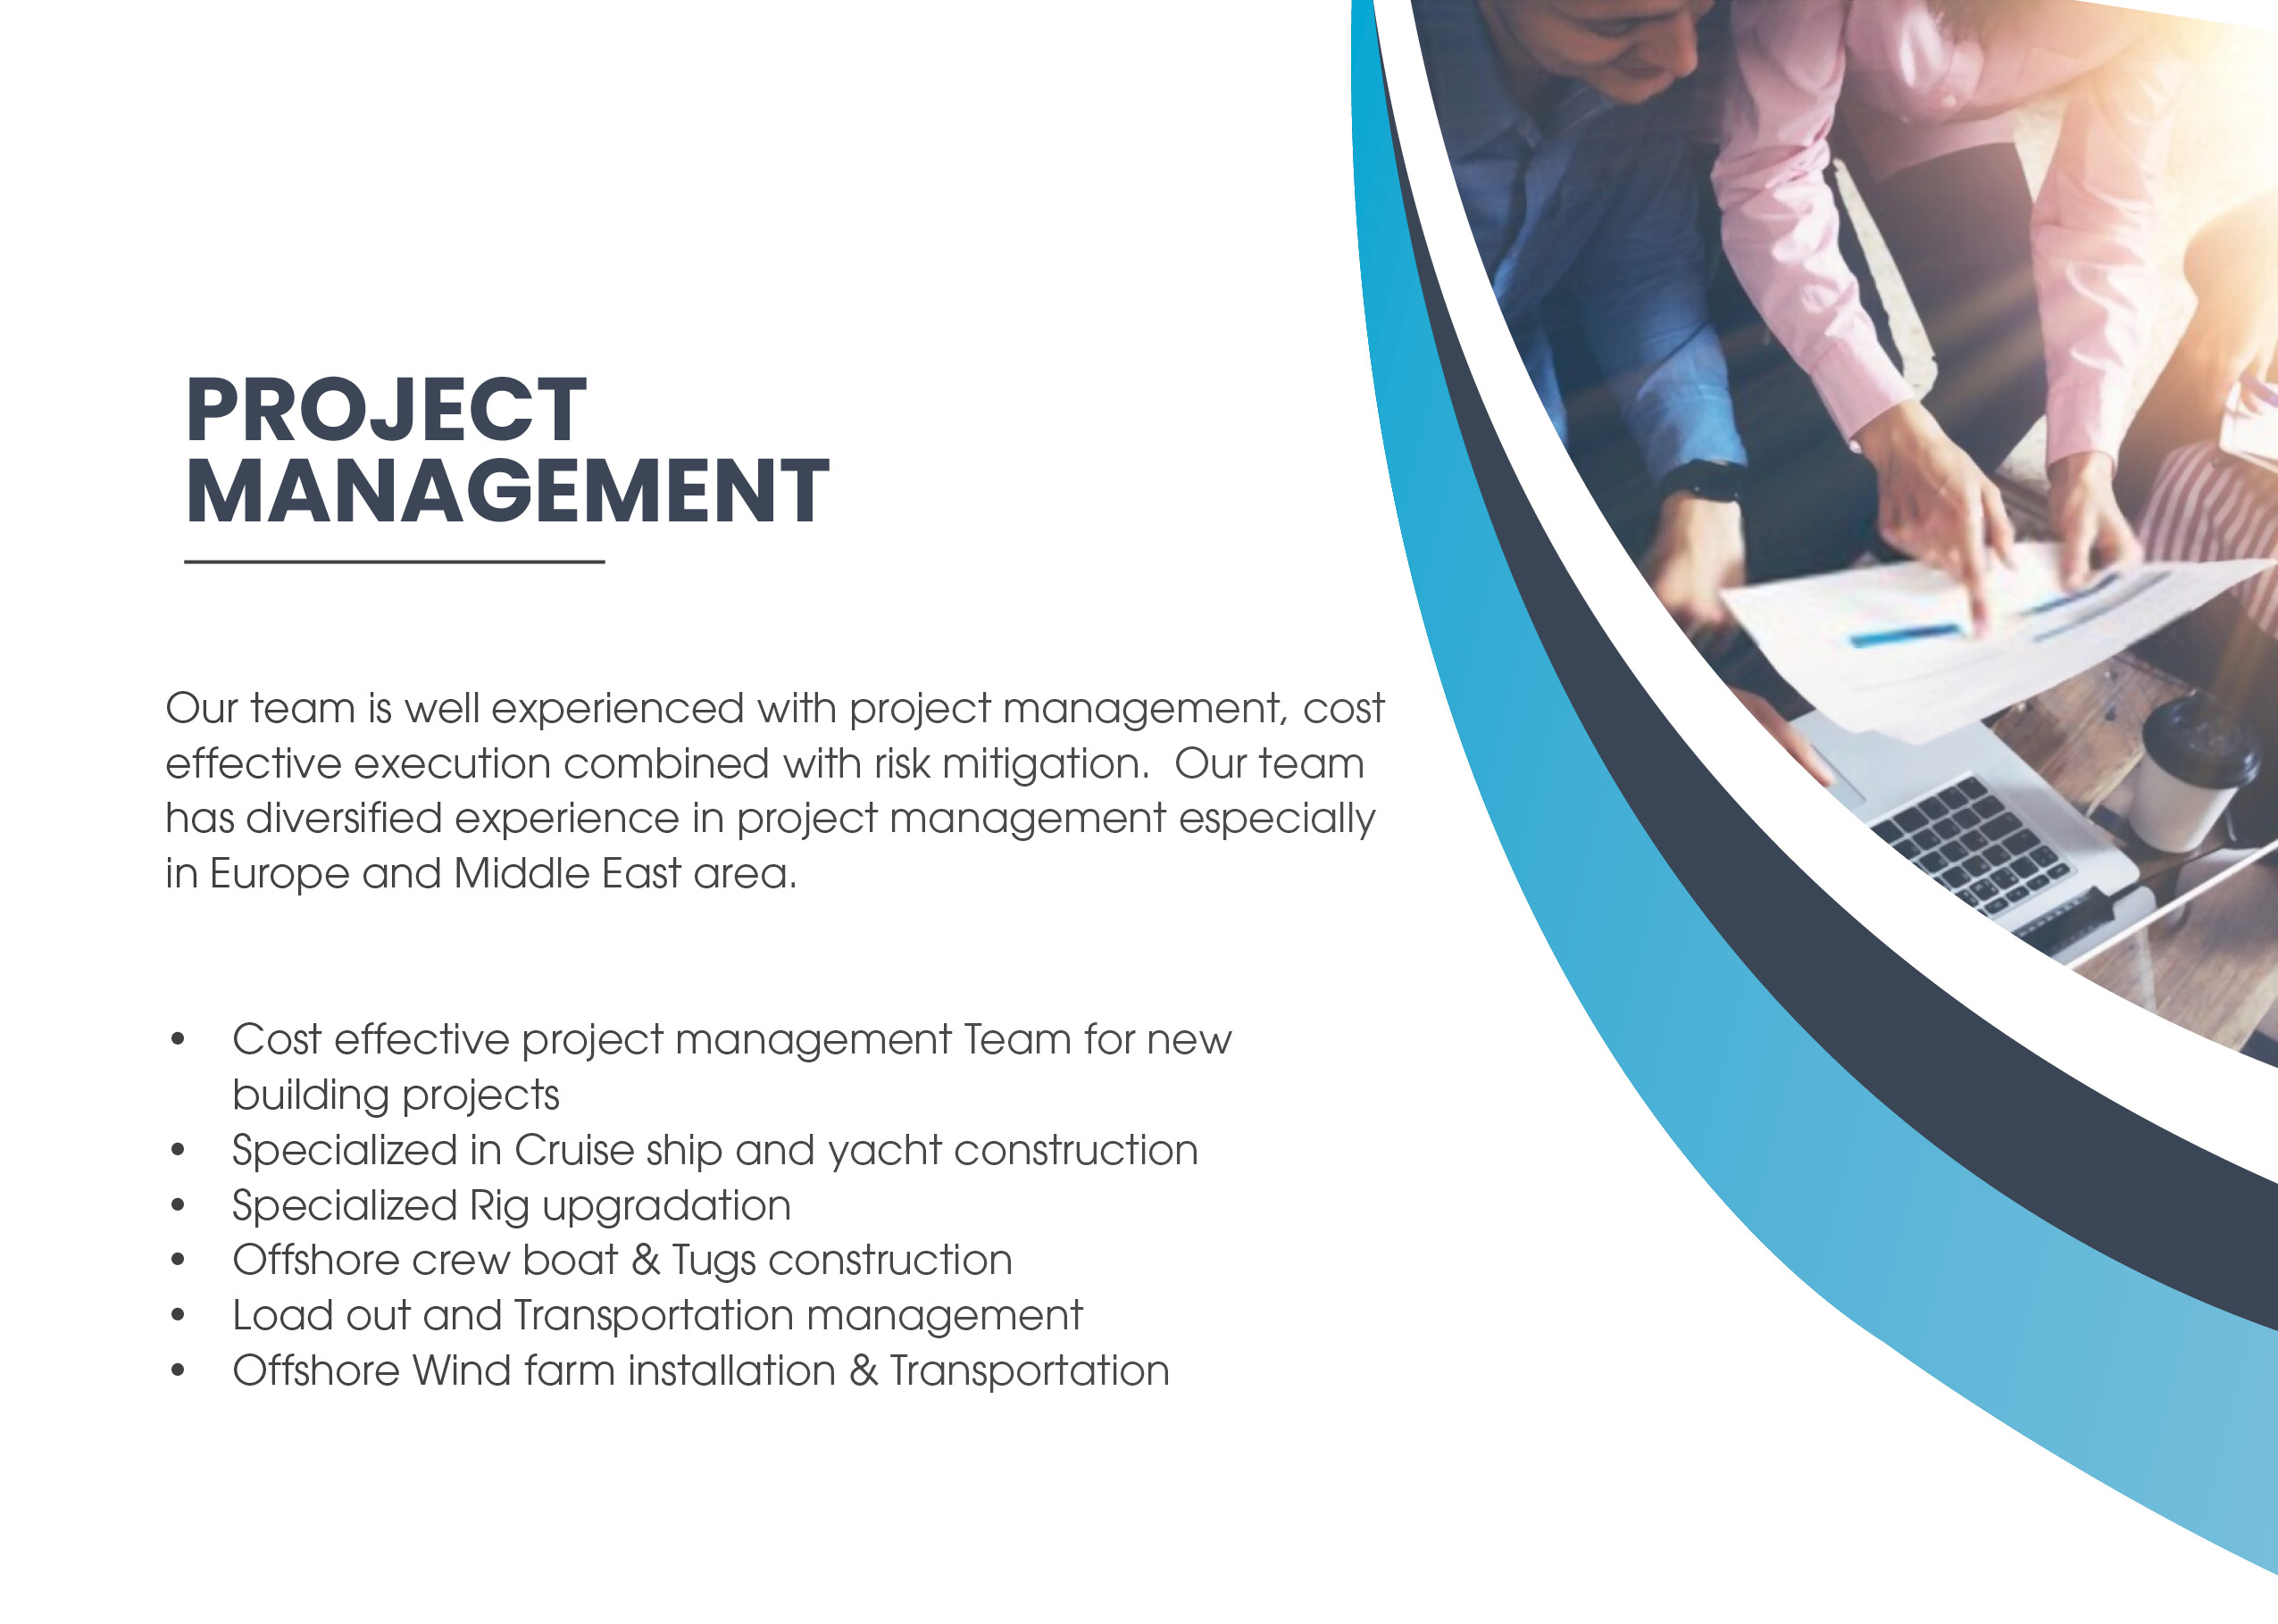 PROJECT
MANAGEMENT
Our team is well experienced with project management, cost
effective execution combined with risk mitigation.  Our team
has diversified experience in project management especially
in Europe and Middle East area.
• Cost effective project management Team for new
building projects
• Specialized in Cruise ship and yacht construction
• Specialized Rig upgradation
• Offshore crew boat & Tugs construction
• Load out and Transportation management
• Offshore Wind farm installation & Transportation